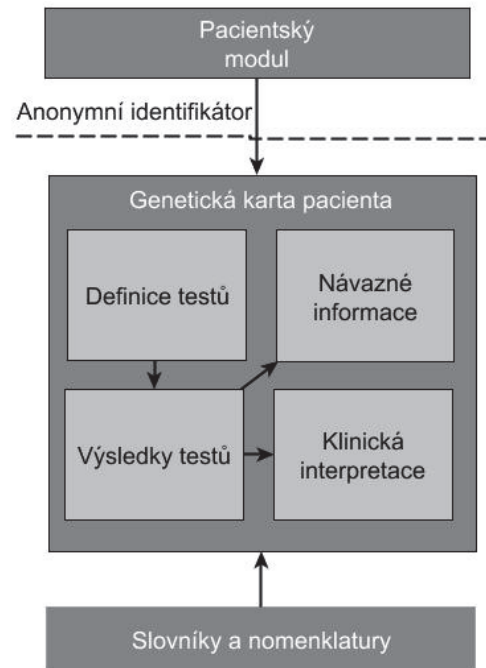 Pacientský
modul
Anonymní identifikátor
Genetická karta pacienta
Definice testů
Návazné
informace
Výsledky testů
Klinická
interpretace
Slovníky a nomenklatury